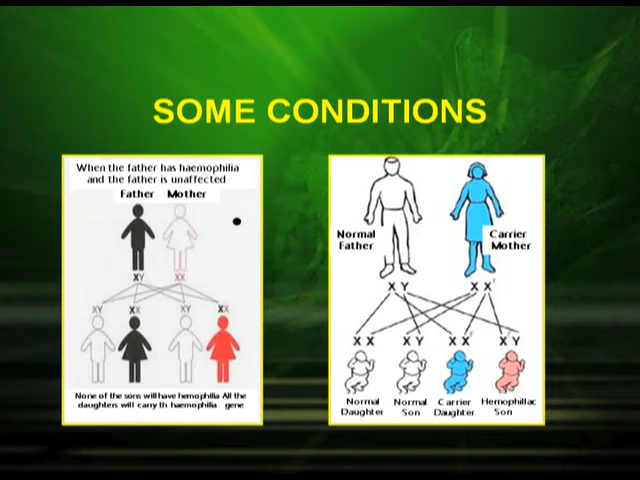 SOME CONDITIONS
When the father has haemophilia
and the father is unaffected
Father Mother
XY XX
XY XX XY XX
None of the sons will have hemophilia All the
daughters will carry th haemophilia gene
Normal
Father
Carrier
Mother
X Y X X'
X X X Y X X' X Y
Normal
Daughter
Normal
Son
Carrier
Daughter
Hemophiliac
Son